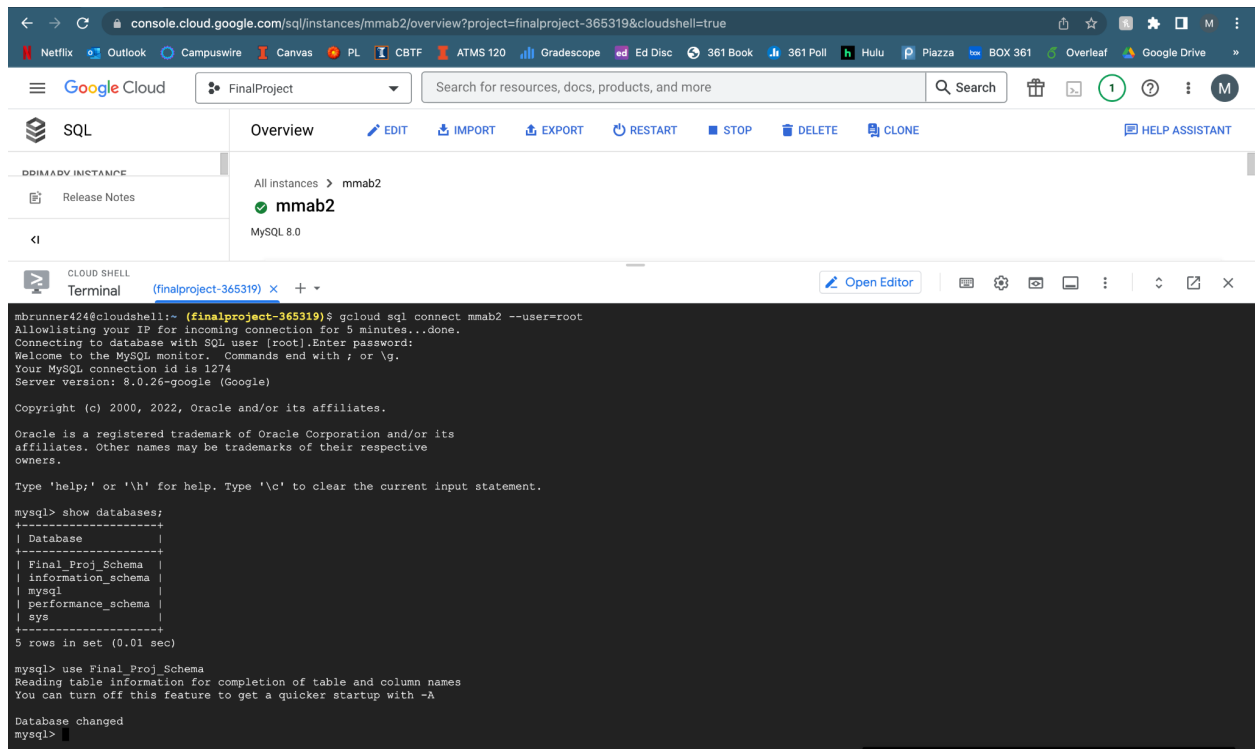 console.cloud.google.com/sql/instances/mmab2/overview?project=finalproject-365319&cloudshell=true
M
Netflix Outlook Campuswire Canvas PL CBTF ATMS 120 Gradescope ed Ed Disc 361 Book 361 Poll h Hulu Piazza box BOX 361 Overleaf Google Drive »
Google Cloud FinalProject Search for resources, docs, products, and more Search 1 M
SQL Overview EDIT IMPORT EXPORT RESTART STOP DELETE CLONE HELP ASSISTANT
PRIMARY INSTANCE
Release Notes
All instances > mmab2
mmab2
MySQL 8.0
CLOUD SHELL
Terminal (finalproject-365319) × + Open Editor
mbrunner424@cloudshell:~ (finalproject-365319)$ gcloud sql connect mmab2 --user=root
Allowlisting your IP for incoming connection for 5 minutes...done.
Connecting to database with SQL user [root].Enter password:
Welcome to the MySQL monitor.  Commands end with ; or \g.
Your MySQL connection id is 1274
Server version: 8.0.26-google (Google)
Copyright (c) 2000, 2022, Oracle and/or its affiliates.
Oracle is a registered trademark of Oracle Corporation and/or its
affiliates. Other names may be trademarks of their respective
owners.
Type 'help;' or '\h' for help. Type '\c' to clear the current input statement.
mysql> show databases;
+--------------------+
| Database           |
+--------------------+
| Final_Proj_Schema  |
| information_schema |
| mysql              |
| performance_schema |
| sys                |
+--------------------+
5 rows in set (0.01 sec)
mysql> use Final_Proj_Schema
Reading table information for completion of table and column names
You can turn off this feature to get a quicker startup with -A
Database changed
mysql>